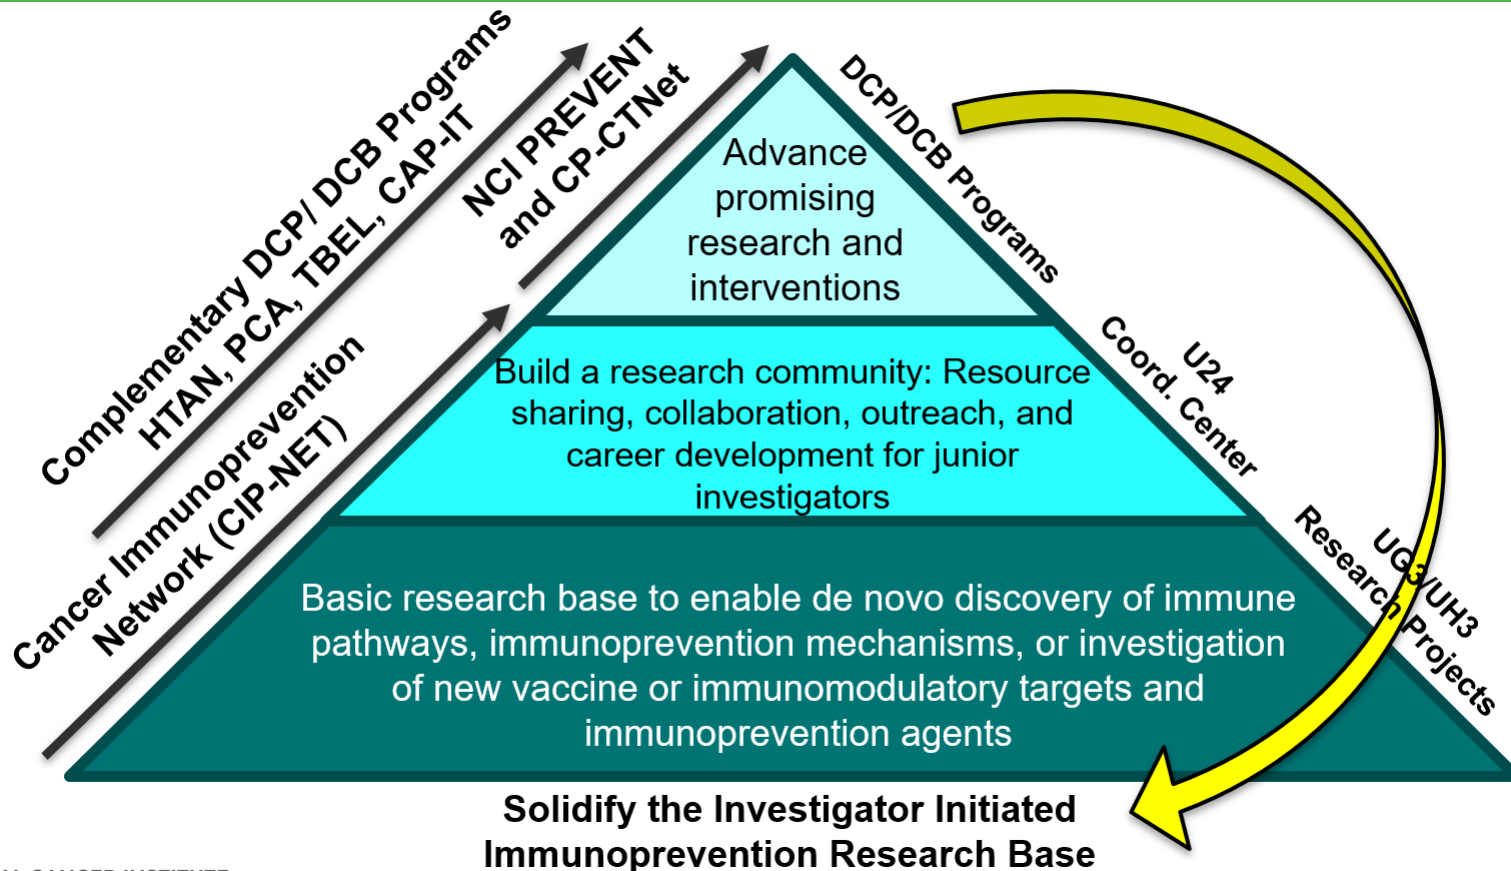 Complementary DCP/ DCB Programs
HTAN, PCA, TBEL, CAP-IT
NCI PREVENT
and CP-CTNet
Cancer Immunoprevention
Network (CIP-NET)
Advance
promising
research and
interventions
DCP/DCB Programs
Build a research community: Resource
sharing, collaboration, outreach, and
career development for junior
investigators
U24
Coord. Center
Basic research base to enable de novo discovery of immune
pathways, immunoprevention mechanisms, or investigation
of new vaccine or immunomodulatory targets and
immunoprevention agents
UG3/UH3
Research Projects
Solidify the Investigator Initiated
Immunoprevention Research Base
CANCER INSTITUTE